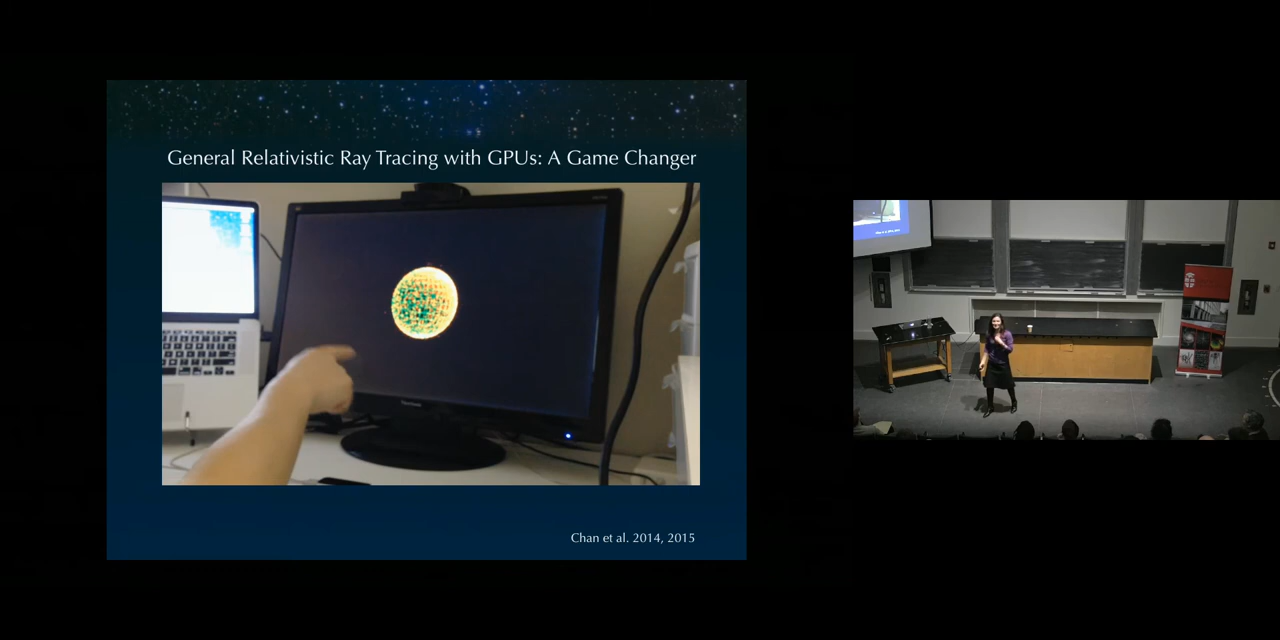 General Relativistic Ray Tracing with GPUs: A Game Changer
Chan et al. 2014, 2015